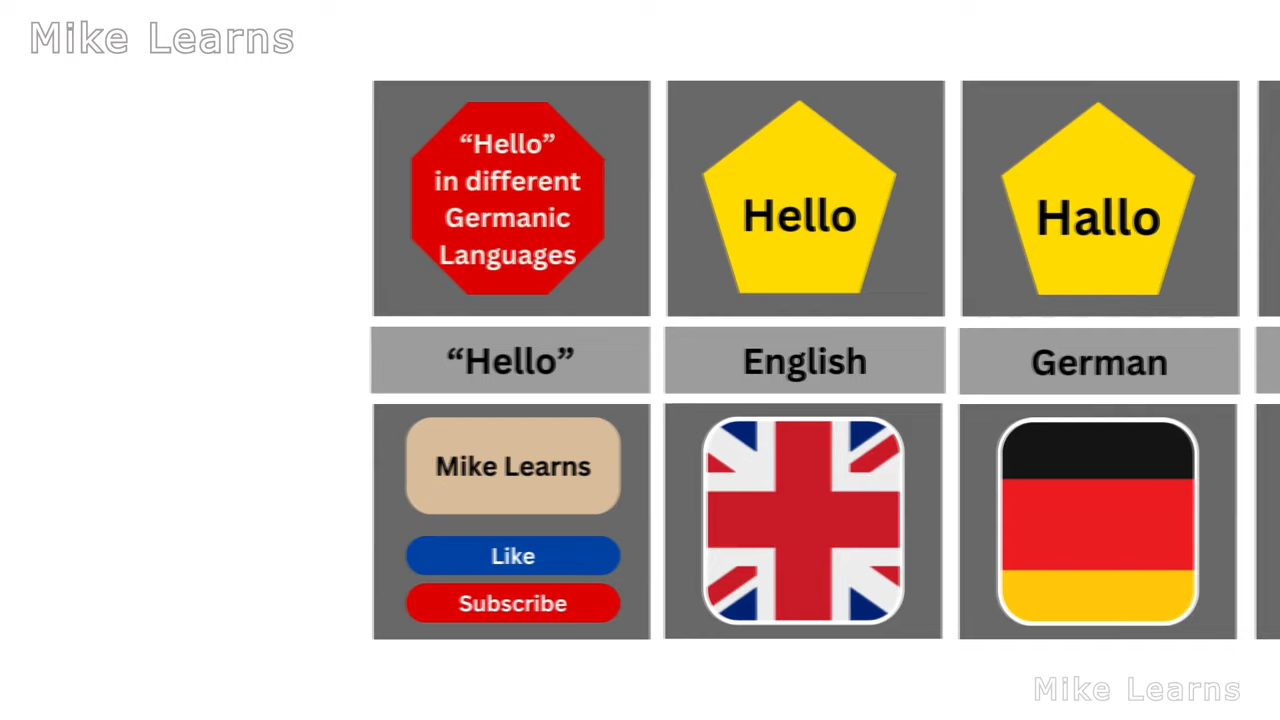 Mike Learns
“Hello”
in different
Germanic
Languages
Hello
Hallo
“Hello”
English
German
Mike Learns
Like
Subscribe
Mike Learns